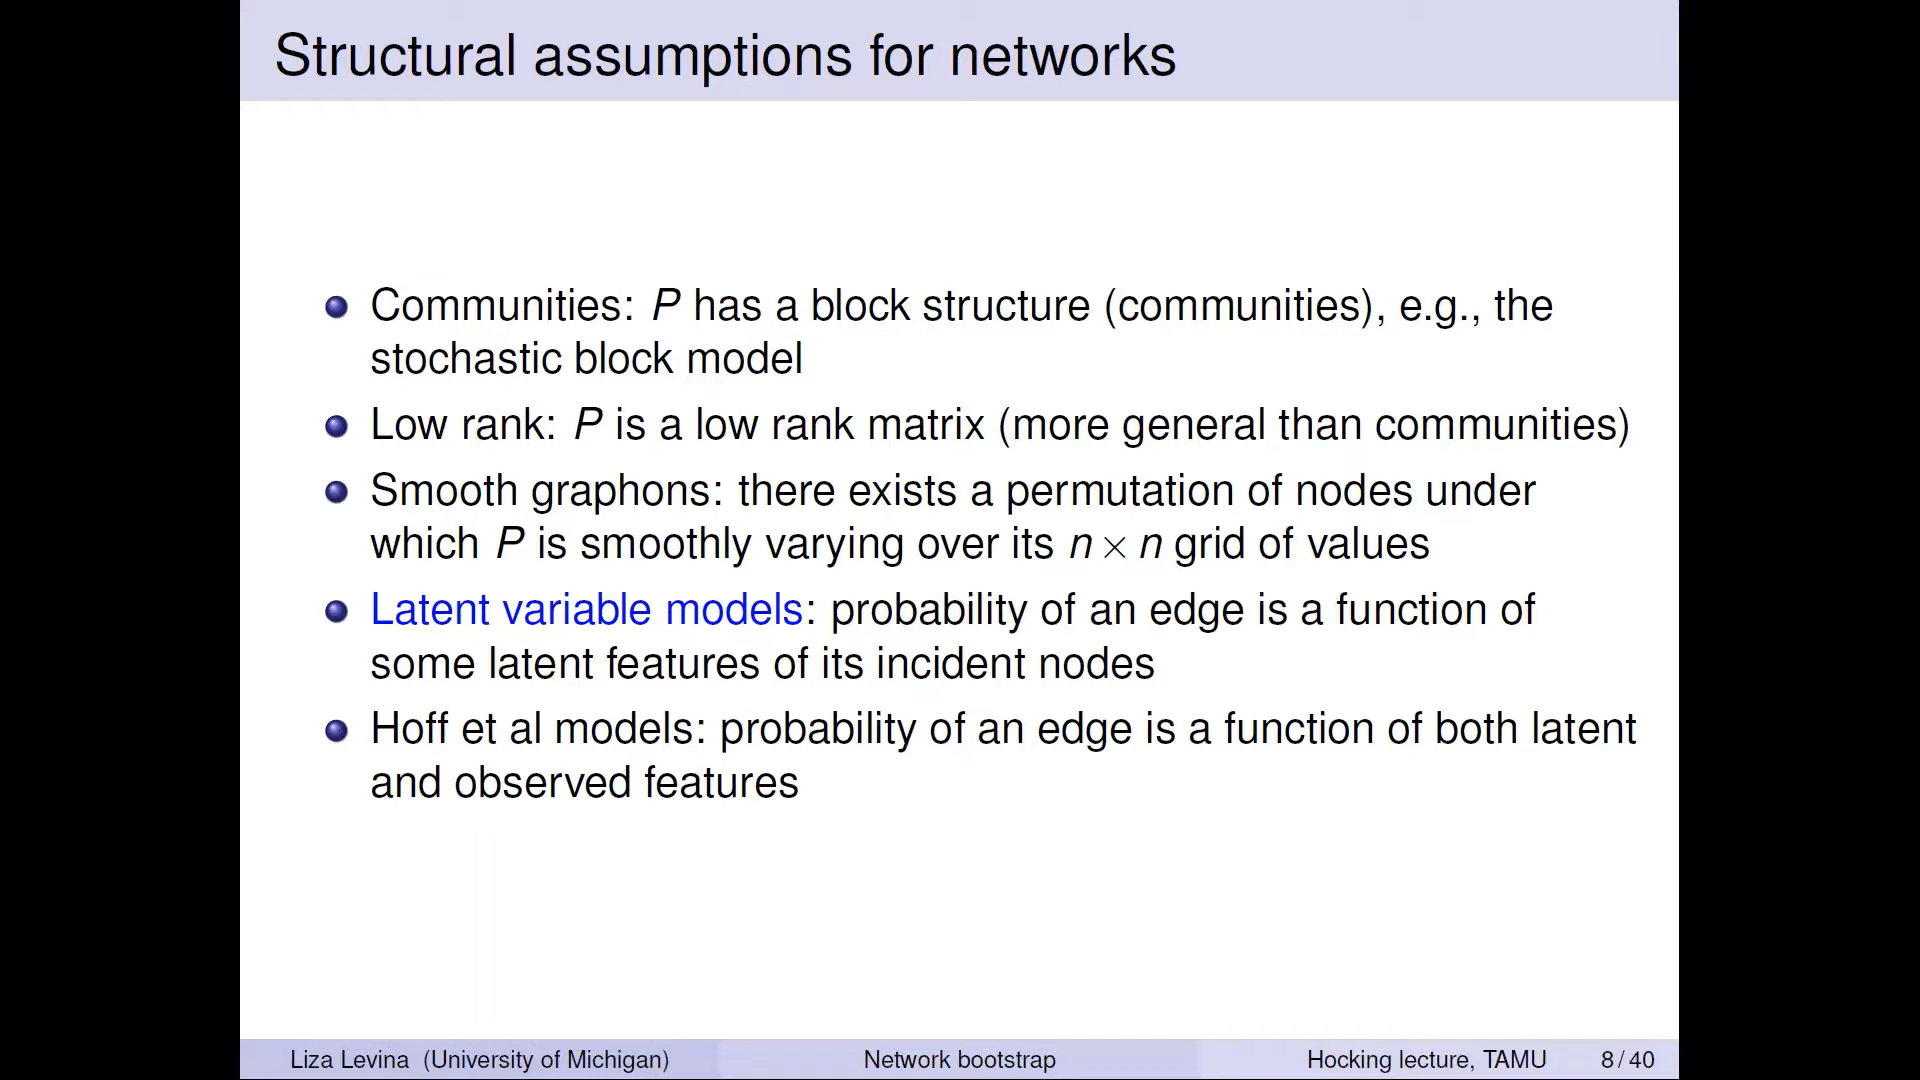 Structural assumptions for networks
Communities: P has a block structure (communities), e.g., the
stochastic block model
Low rank: P is a low rank matrix (more general than communities)
Smooth graphons: there exists a permutation of nodes under
which P is smoothly varying over its n × n grid of values
Latent variable models: probability of an edge is a function of
some latent features of its incident nodes
Hoff et al models: probability of an edge is a function of both latent
and observed features
Liza Levina (University of Michigan) Network bootstrap Hocking lecture, TAMU 8 / 40